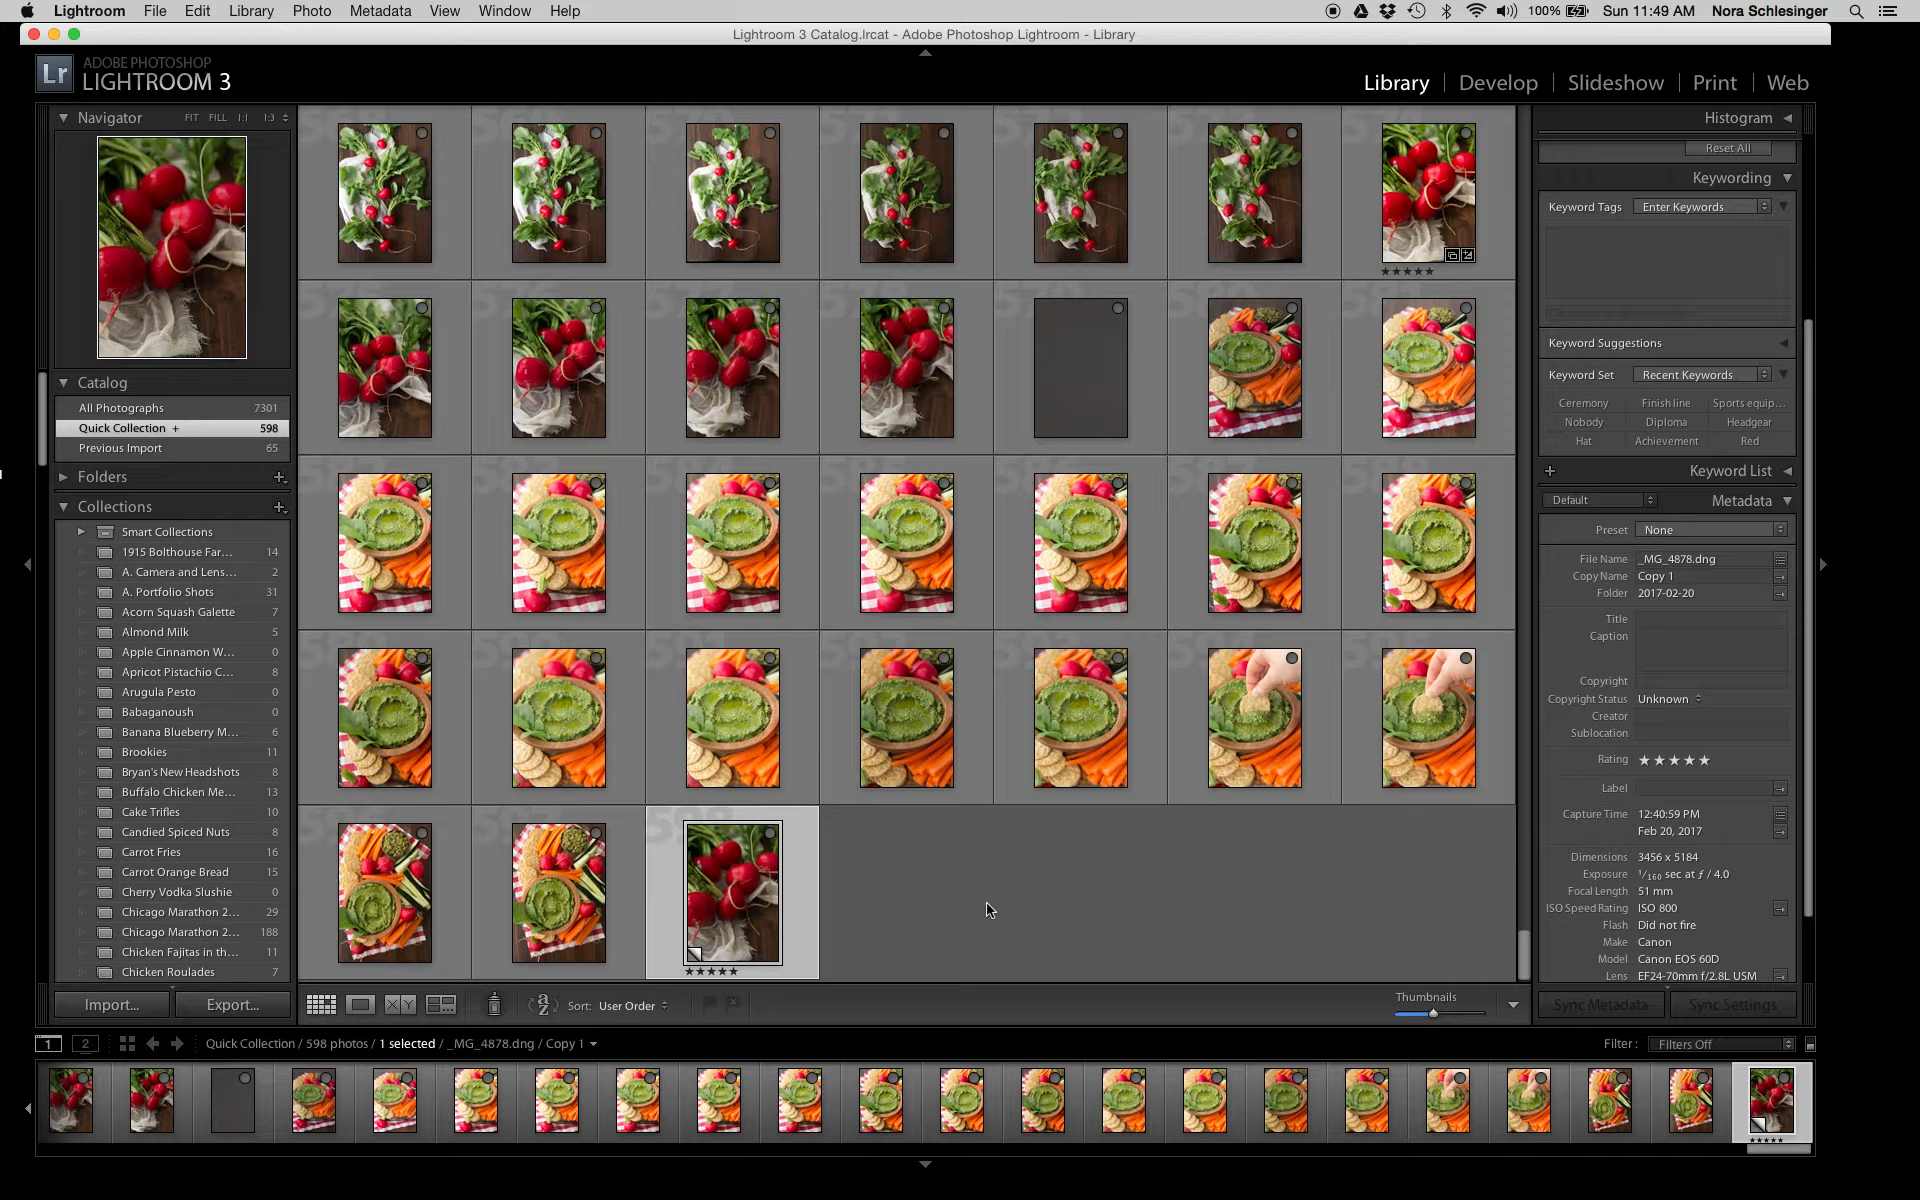 Lightroom File Edit Library Photo Metadata View Window Help 100% Sun 11:49 AM Nora Schlesinger
Lightroom 3 Catalog.lrcat - Adobe Photoshop Lightroom - Library
Lr ADOBE PHOTOSHOP
LIGHTROOM 3
Library | Develop | Slideshow | Print | Web
Navigator FIT FILL 1:1 1:3
Catalog
All Photographs 7301
Quick Collection + 598
Previous Import 65
Folders
Collections
Smart Collections
1915 Bolthouse Far... 14
A. Camera and Lens... 2
A. Portfolio Shots 31
Acorn Squash Galette 7
Almond Milk 5
Apple Cinnamon W... 0
Apricot Pistachio C... 8
Arugula Pesto 0
Babaganoush 0
Banana Blueberry M... 6
Brookies 11
Bryan's New Headshots 8
Buffalo Chicken Me... 13
Cake Trifles 10
Candied Spiced Nuts 8
Carrot Fries 16
Carrot Orange Bread 15
Cherry Vodka Slushie 0
Chicago Marathon 2... 29
Chicago Marathon 2... 188
Chicken Fajitas in th... 11
Chicken Roulades 7
Import... Export...
Sort: User Order
Thumbnails
Histogram
Reset All
Keywording
Keyword Tags Enter Keywords
Keyword Suggestions
Keyword Set Recent Keywords
Ceremony Finish line Sports equip...
Nobody Diploma Headgear
Hat Achievement Red
Keyword List
Default Metadata
Preset None
File Name _MG_4878.dng
Copy Name Copy 1
Folder 2017-02-20
Title
Caption
Copyright
Copyright Status Unknown
Creator
Sublocation
Rating ★★★★★
Label
Capture Time 12:40:59 PM
Feb 20, 2017
Dimensions 3456 x 5184
Exposure 1/160 sec at ƒ / 4.0
Focal Length 51 mm
ISO Speed Rating ISO 800
Flash Did not fire
Make Canon
Model Canon EOS 60D
Lens EF24-70mm f/2.8L USM
Sync Metadata Sync Settings
1 2 Quick Collection / 598 photos / 1 selected / _MG_4878.dng / Copy 1
Filter : Filters Off